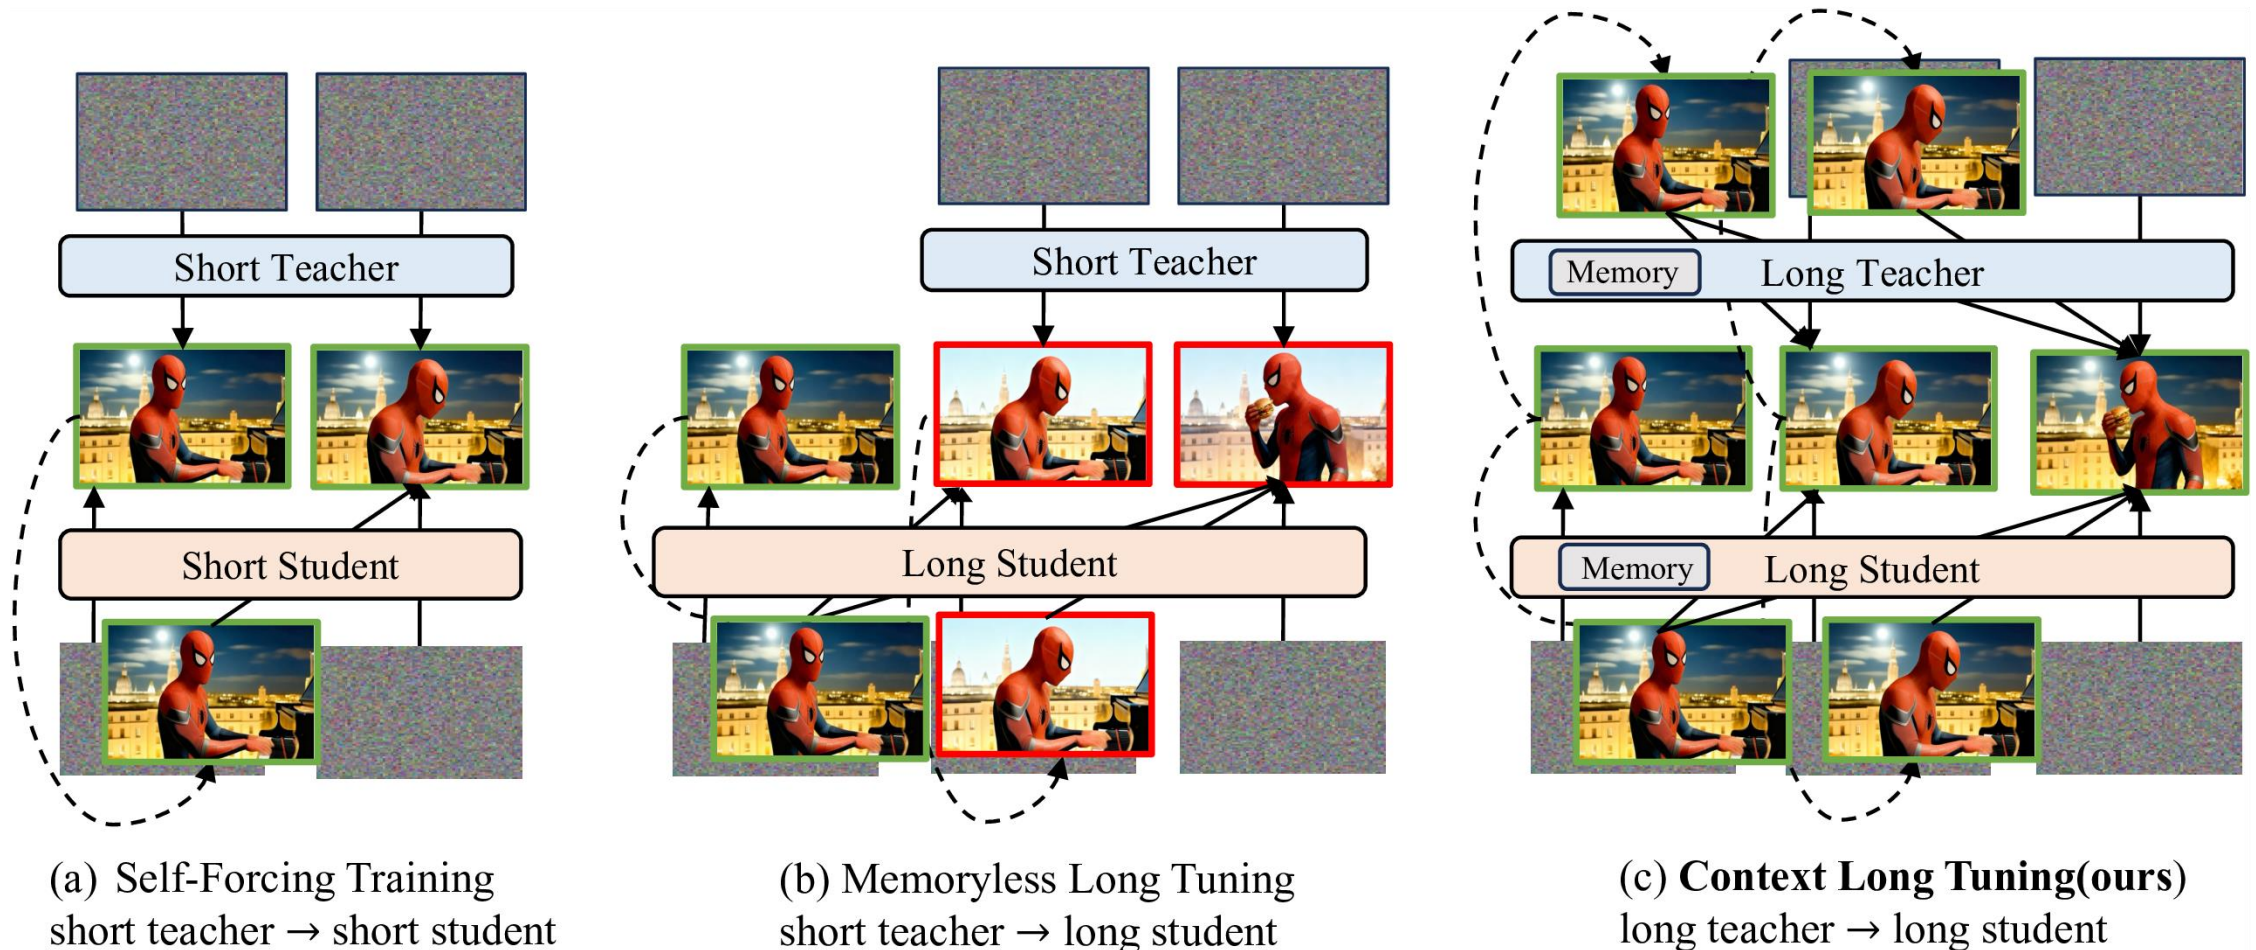 Short Teacher
Short Student
(a) Self-Forcing Training
short teacher → short student
Short Teacher
Long Student
(b) Memoryless Long Tuning
short teacher → long student
Memory
Long Teacher
Memory
Long Student
(c) Context Long Tuning(ours)
long teacher → long student